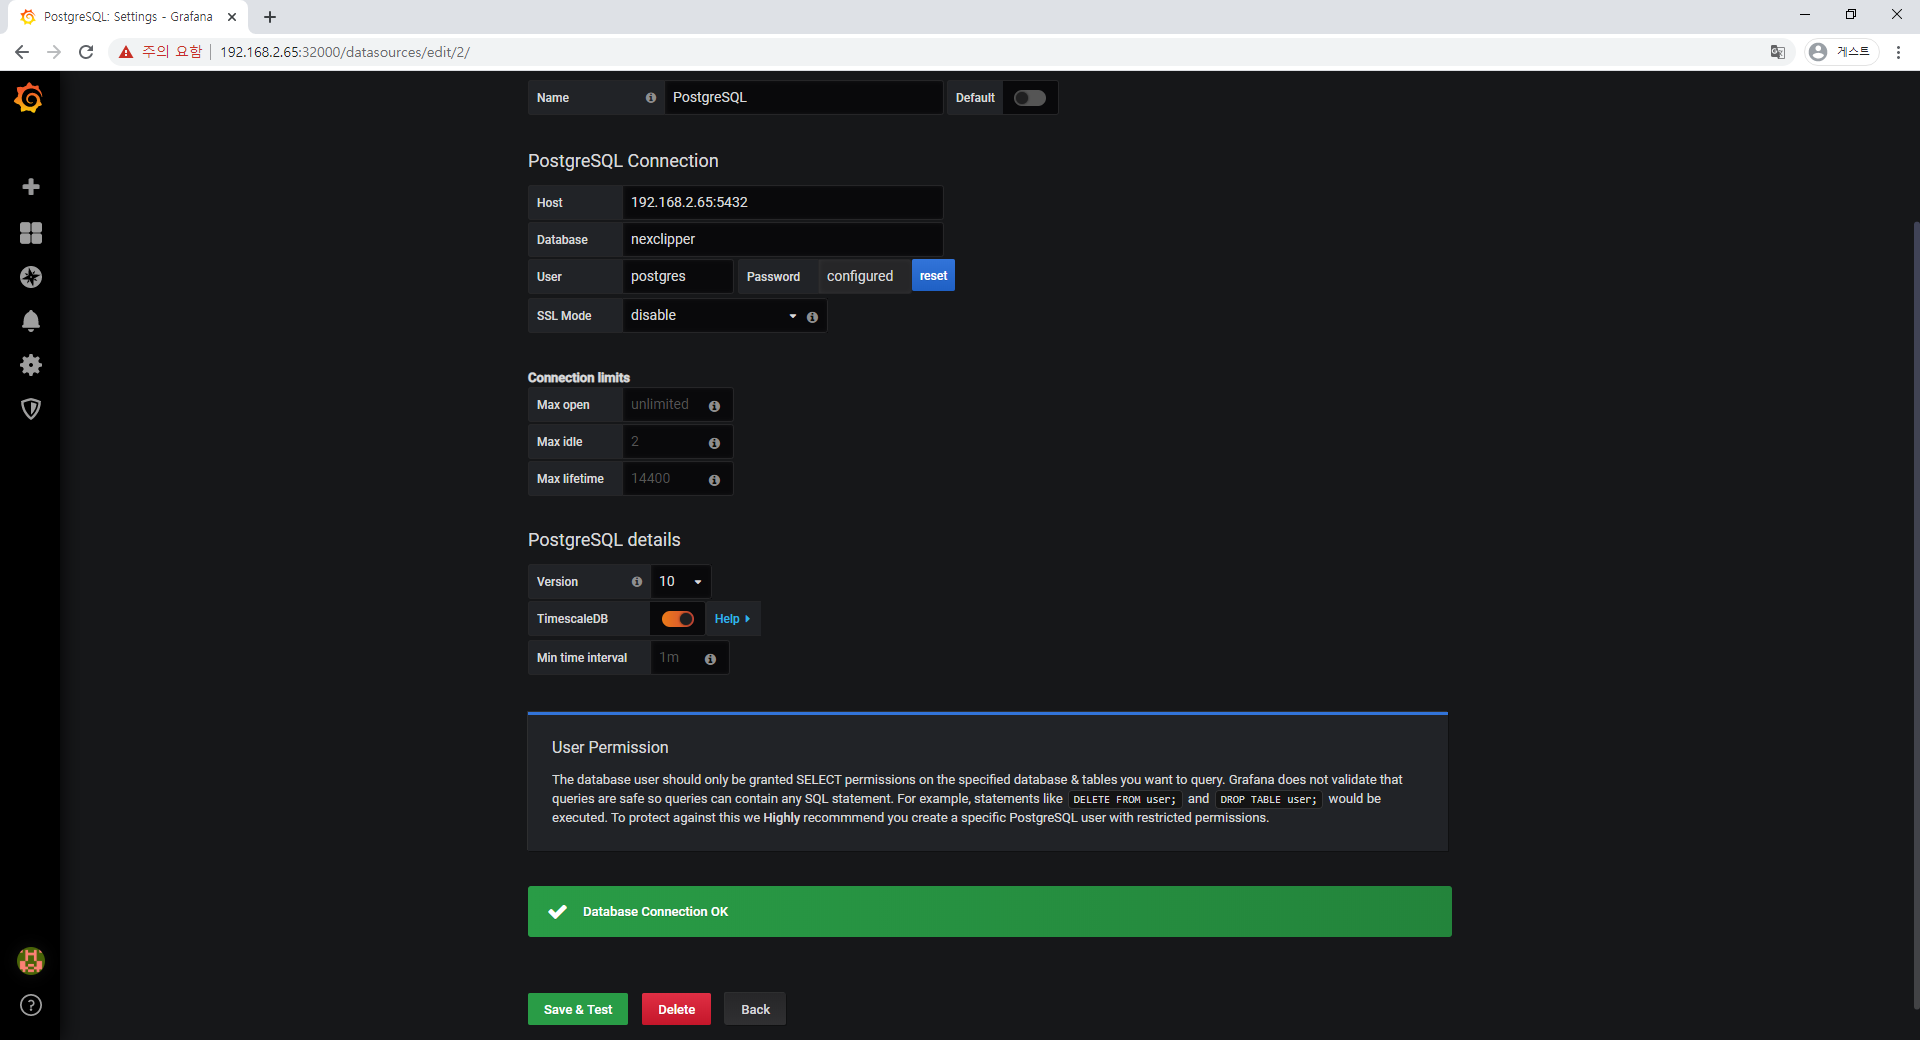 PostgreSQL: Settings - Grafana
주의 요함 192.168.2.65:32000/datasources/edit/2/
게스트
Name PostgreSQL Default
PostgreSQL Connection
Host 192.168.2.65:5432
Database nexclipper
User postgres Password configured reset
SSL Mode disable
Connection limits
Max open unlimited
Max idle 2
Max lifetime 14400
PostgreSQL details
Version 10
TimescaleDB Help
Min time interval 1m
User Permission
The database user should only be granted SELECT permissions on the specified database & tables you want to query. Grafana does not validate that
queries are safe so queries can contain any SQL statement. For example, statements like DELETE FROM user; and DROP TABLE user; would be
executed. To protect against this we Highly recommmend you create a specific PostgreSQL user with restricted permissions.
Database Connection OK
Save & Test Delete Back